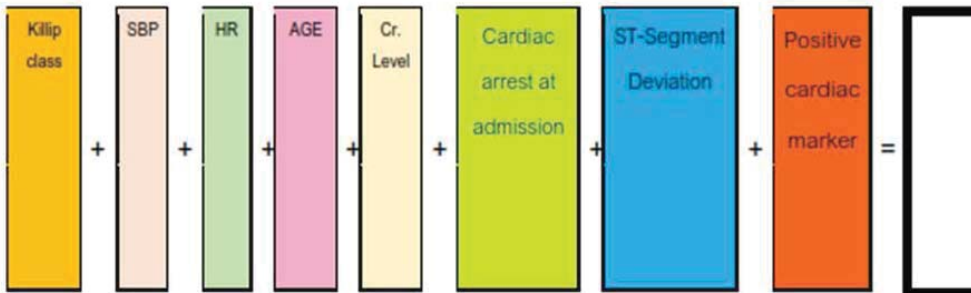 Killip
class
+
SBP
+
HR
+
AGE
+
Cr.
Level
+
Cardiac
arrest at
admission
+
ST-Segment
Deviation
+
Positive
cardiac
marker
=